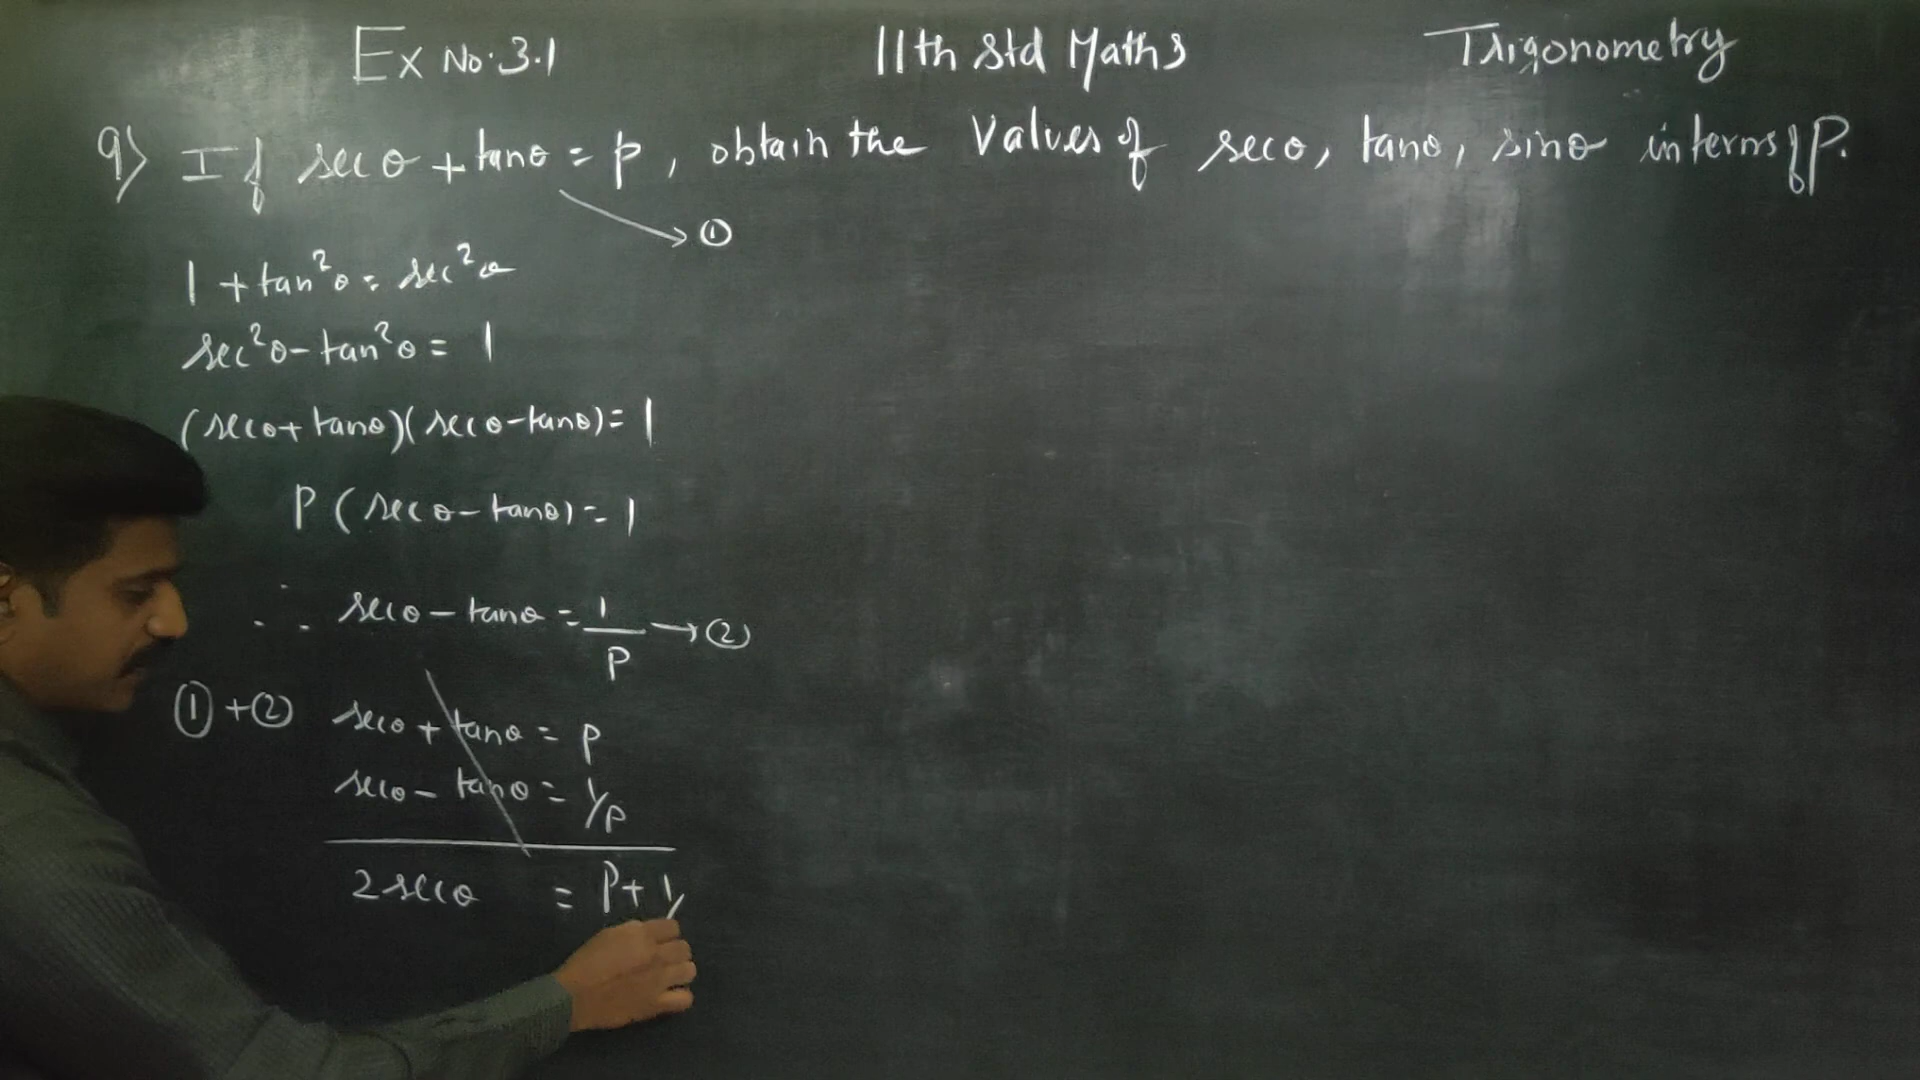 Ex No:3.1 11th Std Maths Trigonometry
9) If secθ + tanθ = p, obtain the Values of secθ, tanθ, sinθ interms of P.
→ ①
1 + tan²θ = sec²θ
sec²θ - tan²θ = 1
(secθ + tanθ)(secθ - tanθ) = 1
P (secθ - tanθ) = 1
∴ secθ - tanθ = 1/P → ②
① + ② secθ + tanθ = p
secθ - tanθ = 1/p
2 secθ = P + 1/